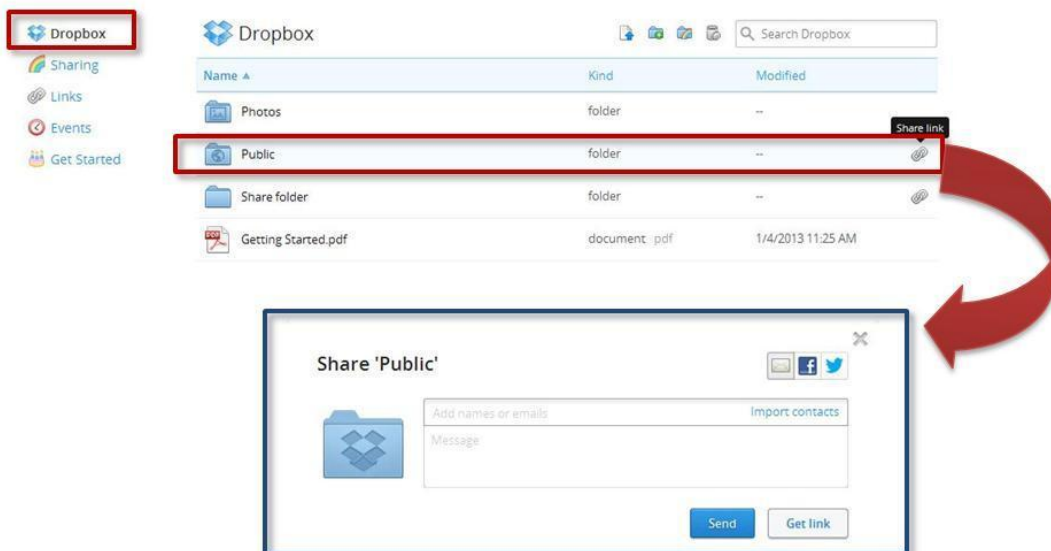 Dropbox
Sharing
Links
Events
Get Started
Dropbox
Search Dropbox
Name Kind Modified
Photos folder --
Share link
Public folder --
Share folder folder --
Getting Started.pdf document pdf 1/4/2013 11:25 AM
Share 'Public'
Add names or emails Import contacts
Message
Send Get link